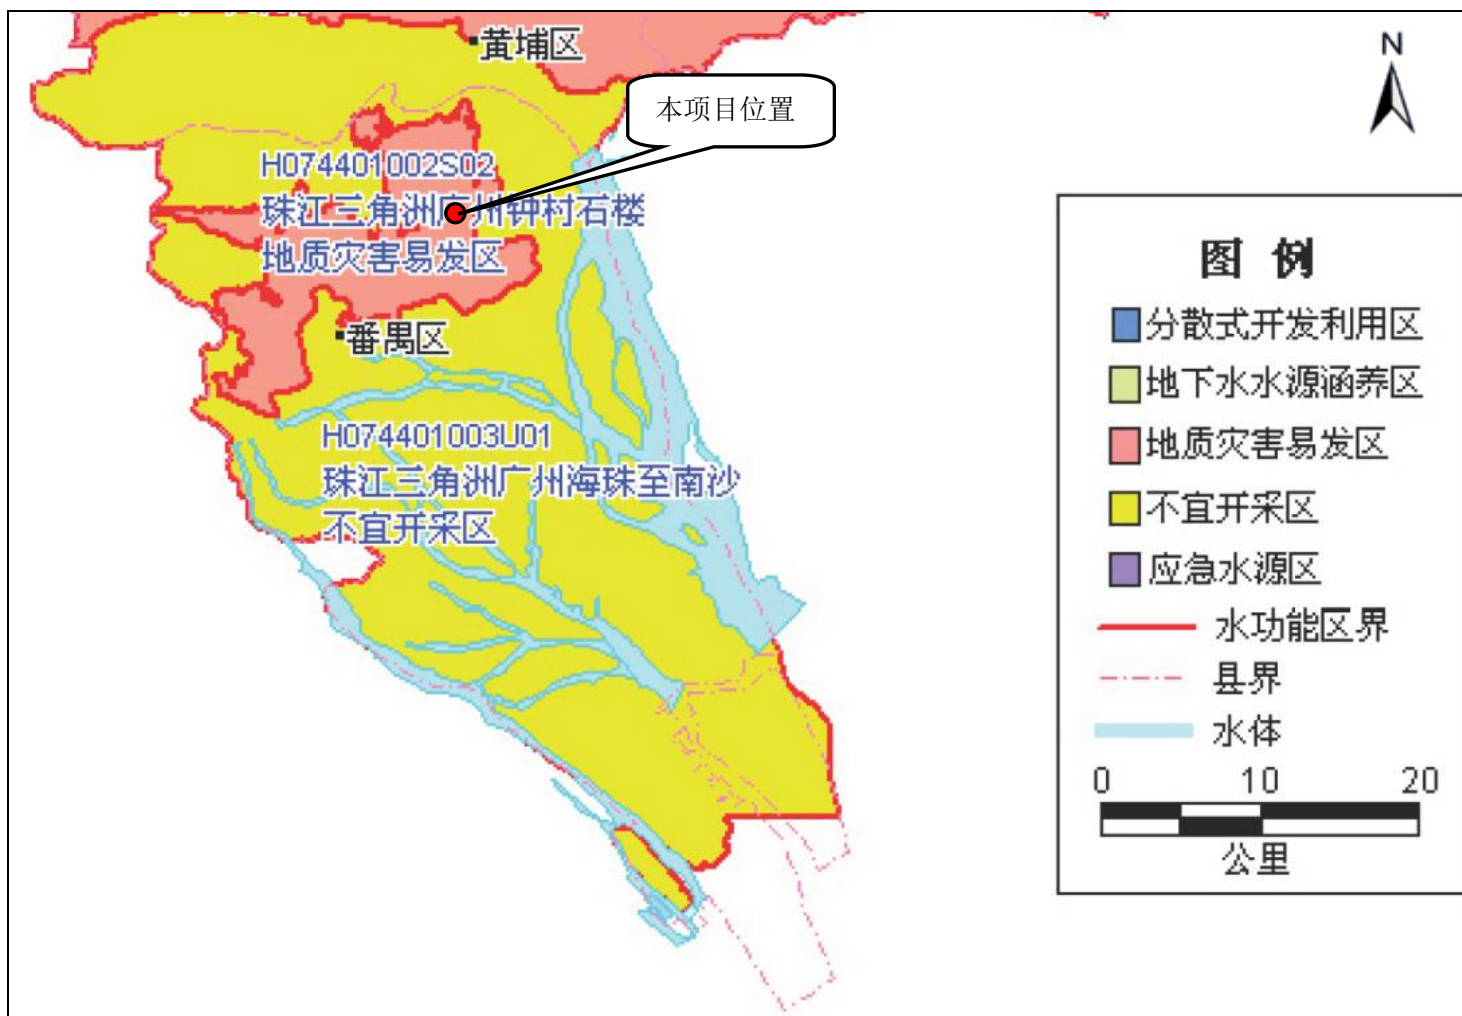 黄埔区
N
本项目位置
H074401002S02
珠江三角洲广州钟村石楼
地质灾害易发区
番禺区
H074401003U01
珠江三角洲广州海珠至南沙
不宜开采区
图 例
分散式开发利用区
地下水水源涵养区
地质灾害易发区
不宜开采区
应急水源区
水功能区界
县界
水体
0 10 20
公里